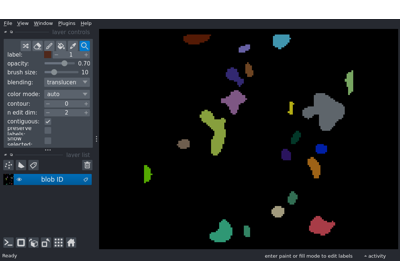 File View Window Plugins Help
layer controls
label: 1
opacity: 0.70
brush size: 10
blending: translucen
color mode: auto
contour: 0
n edit dim: 2
contiguous:
preserve labels:
show selected:
layer list
blob ID
Ready
enter paint or fill mode to edit labels
activity